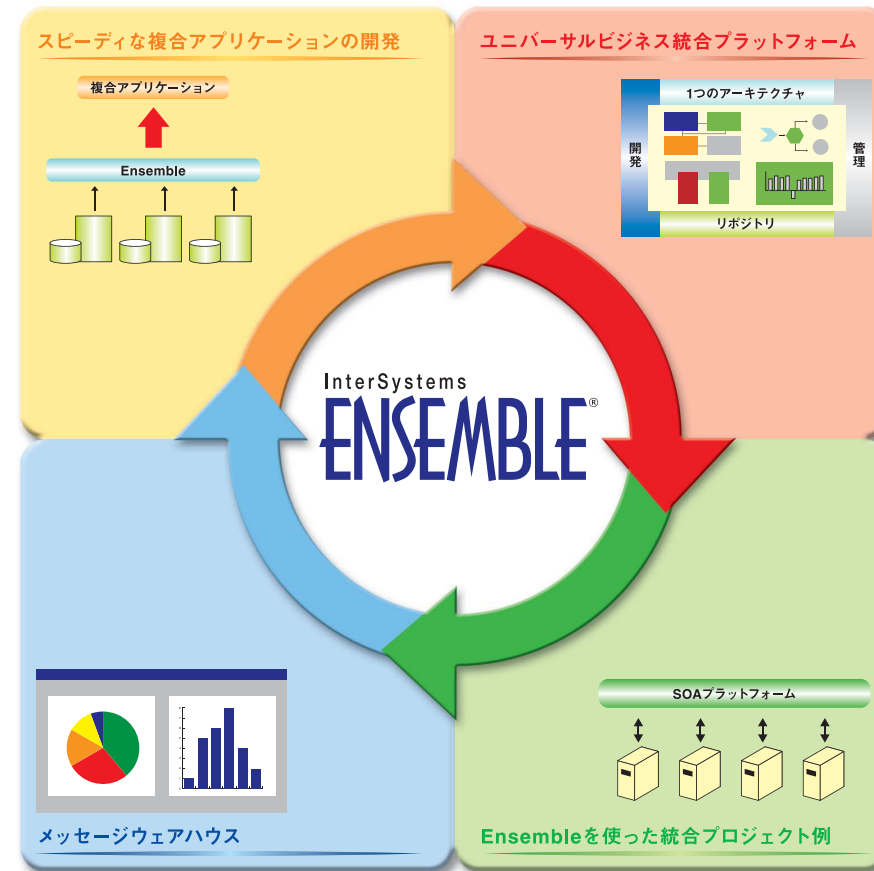 スピーディな複合アプリケーションの開発
複合アプリケーション
Ensemble
ユニバーサルビジネス統合プラットフォーム
1つのアーキテクチャ
開発
管理
リポジトリ
InterSystems
ENSEMBLE®
メッセージウェアハウス
SOAプラットフォーム
Ensembleを使った統合プロジェクト例